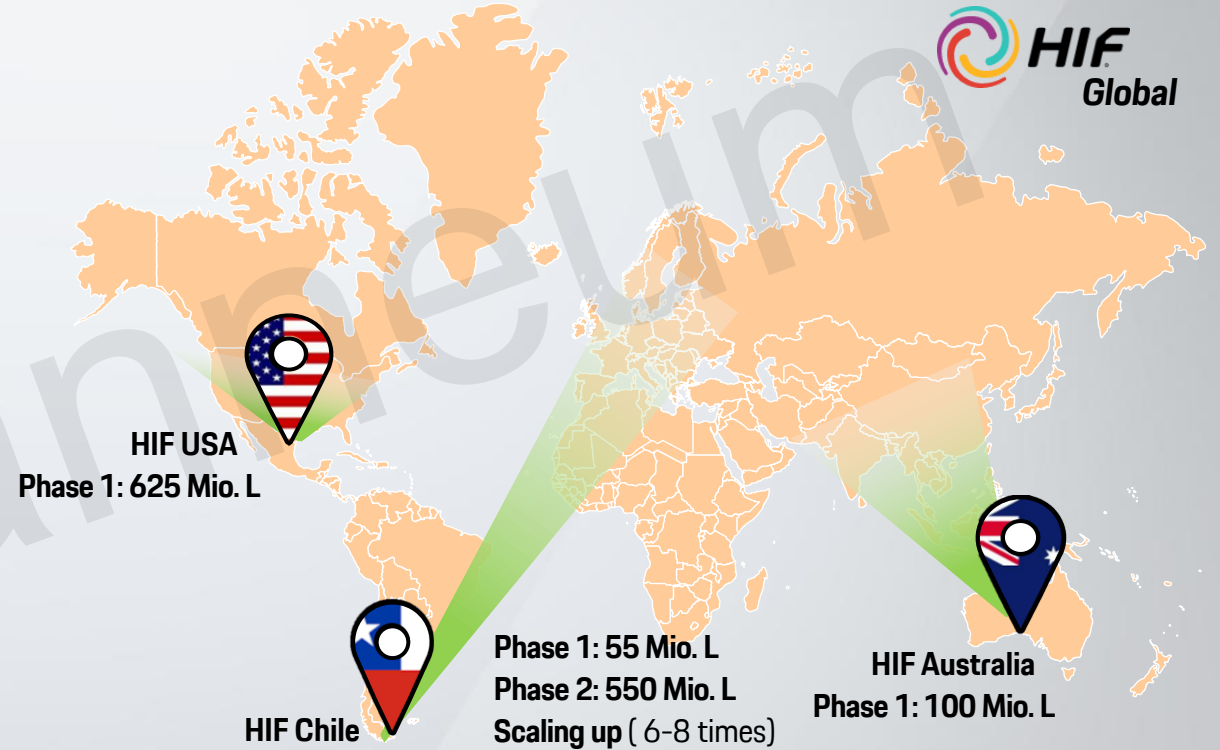 HIF
Global
HIF USA
Phase 1: 625 Mio. L
Phase 1: 55 Mio. L
Phase 2: 550 Mio. L
Scaling up ( 6-8 times)
HIF Chile
HIF Australia
Phase 1: 100 Mio. L